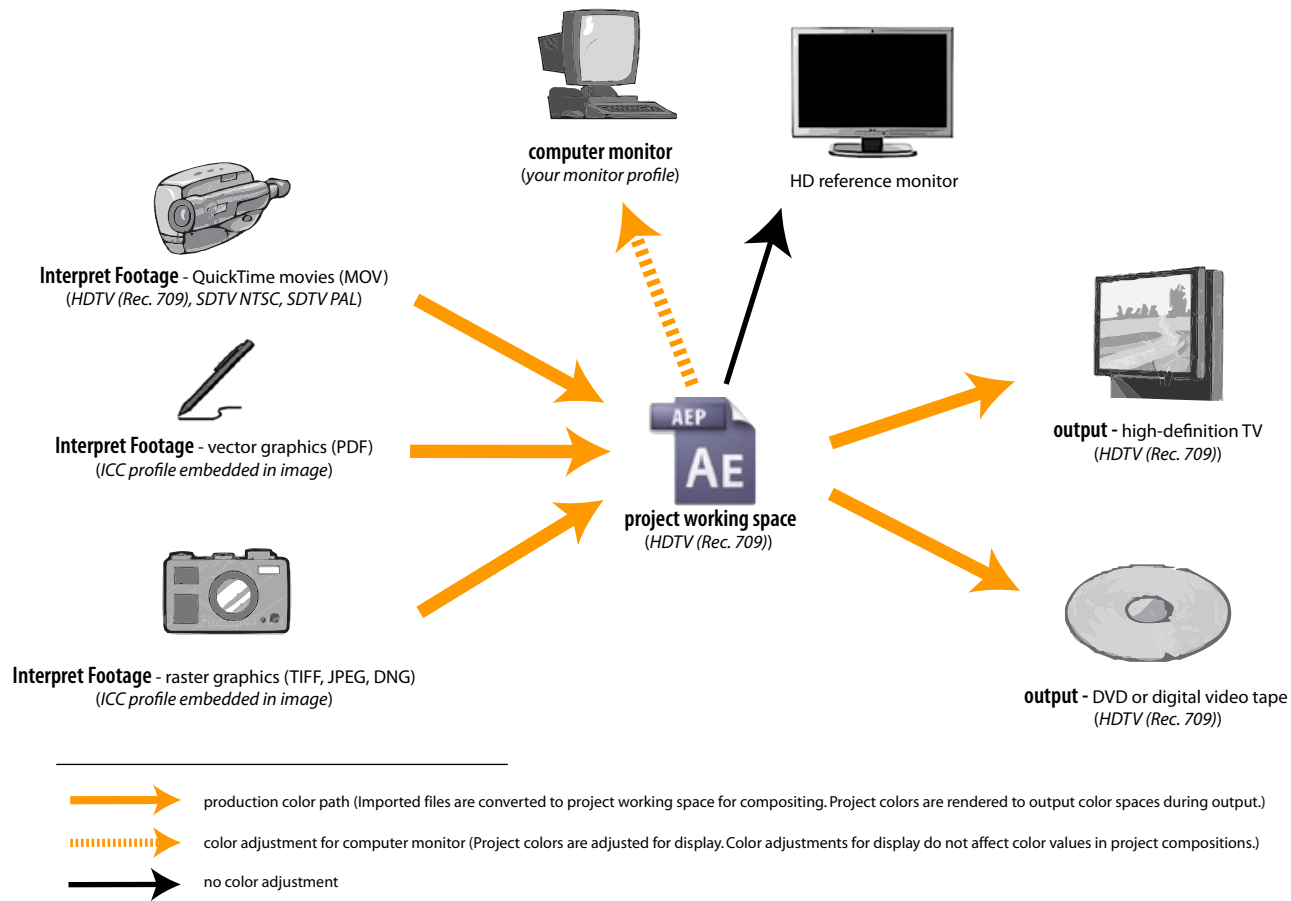 computer monitor
(your monitor profile)
HD reference monitor
Interpret Footage - QuickTime movies (MOV)
(HDTV (Rec. 709), SDTV NTSC, SDTV PAL)
Interpret Footage - vector graphics (PDF)
(ICC profile embedded in image)
Interpret Footage - raster graphics (TIFF, JPEG, DNG)
(ICC profile embedded in image)
AEP
AE
project working space
(HDTV (Rec. 709))
output - high-definition TV
(HDTV (Rec. 709))
output - DVD or digital video tape
(HDTV (Rec. 709))
production color path (Imported files are converted to project working space for compositing. Project colors are rendered to output color spaces during output.)
color adjustment for computer monitor (Project colors are adjusted for display. Color adjustments for display do not affect color values in project compositions.)
no color adjustment